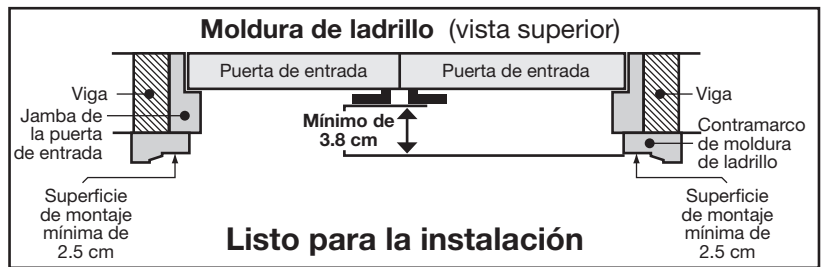 Moldura de ladrillo (vista superior)
Puerta de entrada
Puerta de entrada
Viga
Jamba de
la puerta
de entrada
Mínimo de
3.8 cm
Viga
Contramarco
de moldura
de ladrillo
Superficie
de montaje
mínima de
2.5 cm
Listo para la instalación
Superficie
de montaje
mínima de
2.5 cm